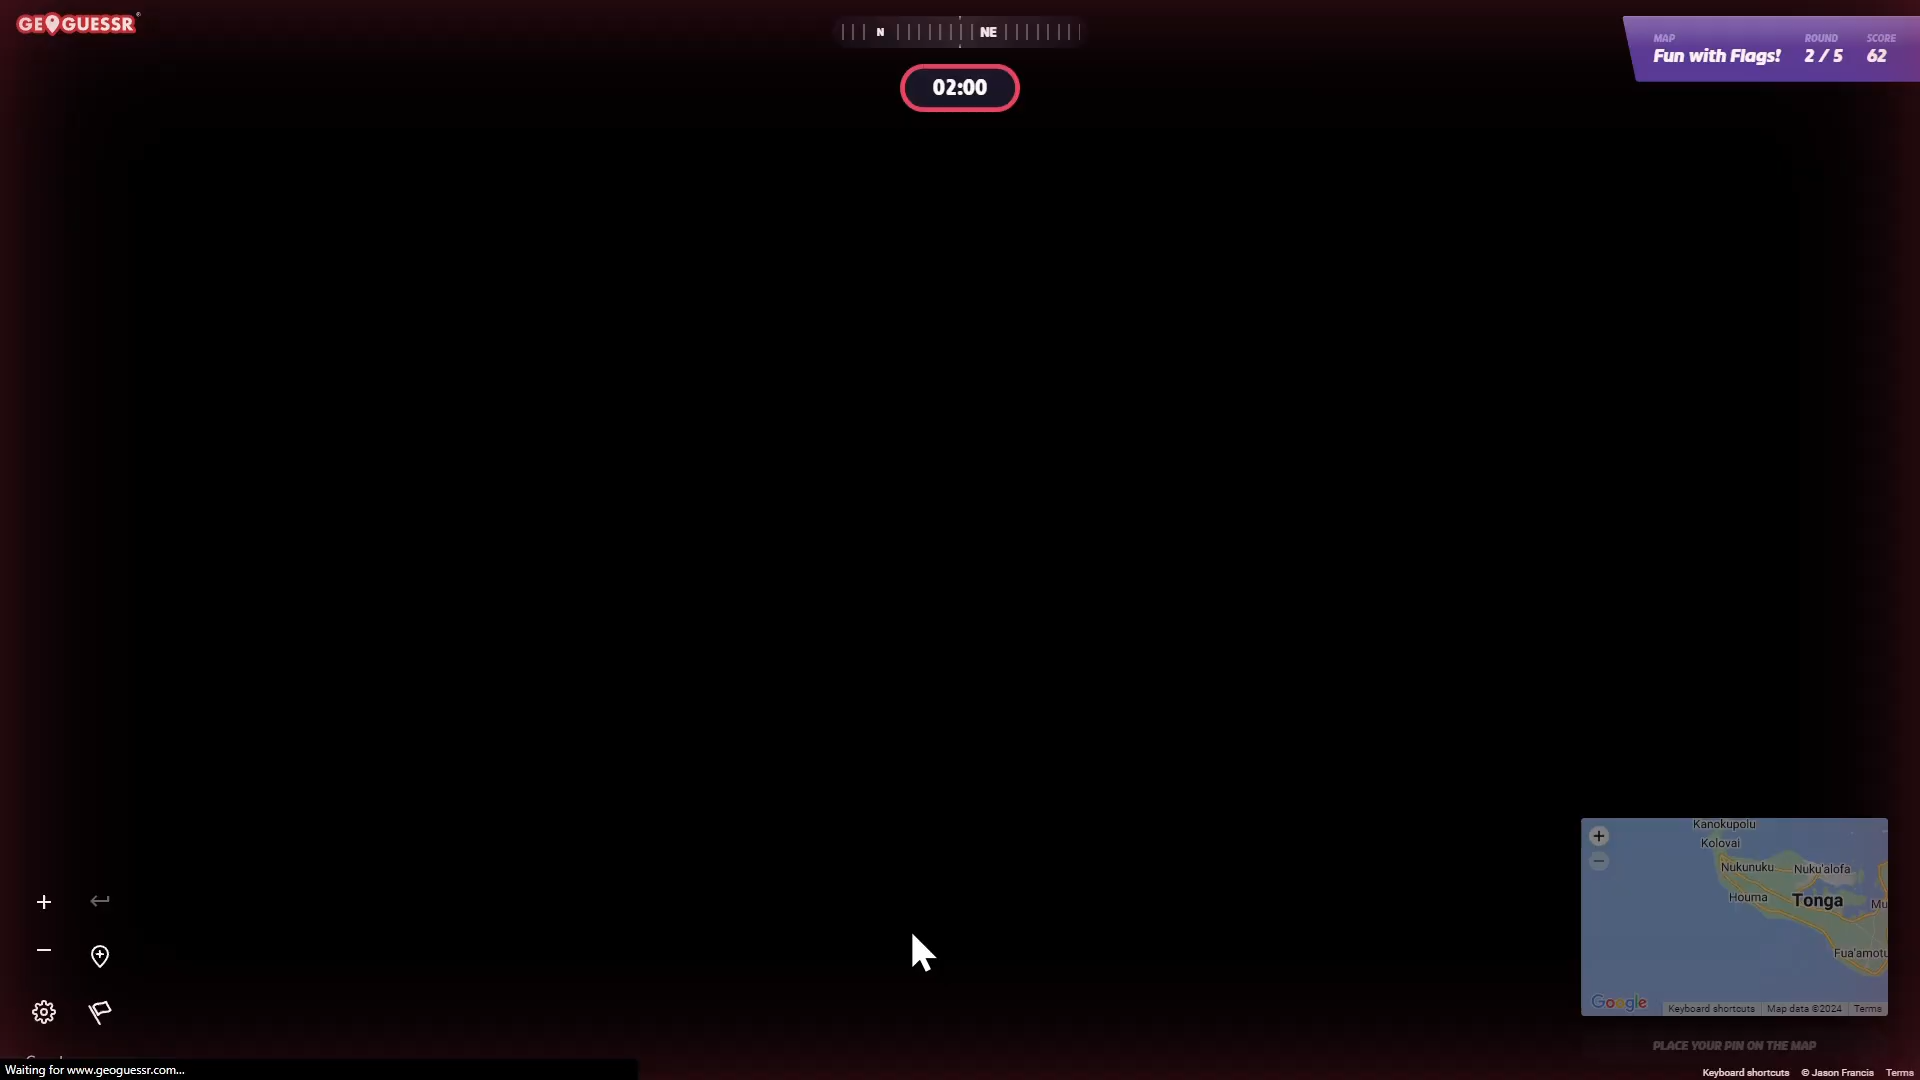 GEOGUESSR
N
NE
02:00
MAP
Fun with Flags!
ROUND
2 / 5
SCORE
62
Kanokupolu
Kolovai
Nukunuku
Nuku'alofa
Houma
Tonga
Mu
Fua'amotu
Google
Keyboard shortcuts
Map data ©2024
Terms
PLACE YOUR PIN ON THE MAP
Waiting for www.geoguessr.com...
Keyboard shortcuts
© Jason Francis
Terms